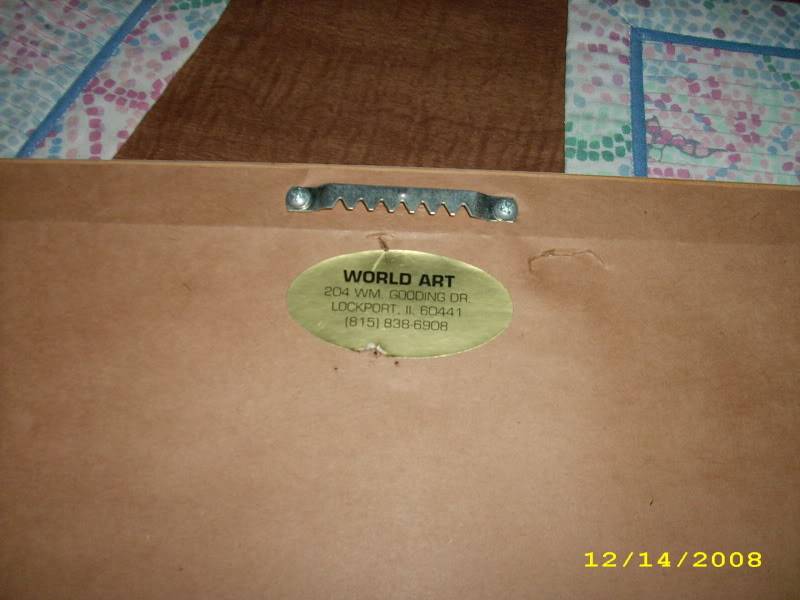 WORLD ART
204 WM. GOODING DR.
LOCKPORT, IL 60441
(815) 838-6908
12/14/2008